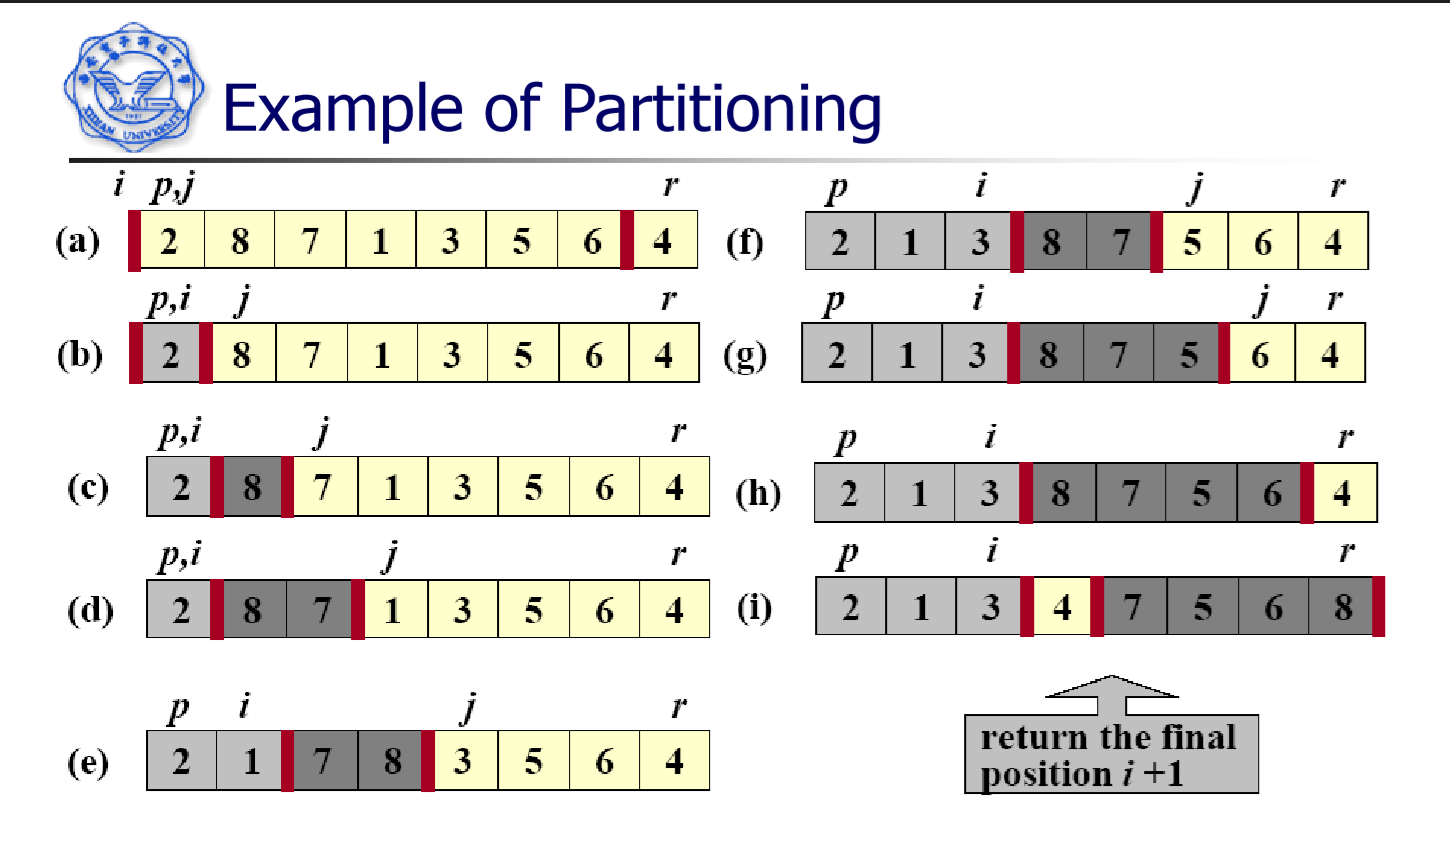 Example of Partitioning
i p,j r
(a) 2 8 7 1 3 5 6 4
p,i j r
(b) 2 8 7 1 3 5 6 4
p,i j r
(c) 2 8 7 1 3 5 6 4
p,i j r
(d) 2 8 7 1 3 5 6 4
p i j r
(e) 2 1 7 8 3 5 6 4
p i j r
(f) 2 1 3 8 7 5 6 4
p i j r
(g) 2 1 3 8 7 5 6 4
p i r
(h) 2 1 3 8 7 5 6 4
p i r
(i) 2 1 3 4 7 5 6 8
return the final
position i +1